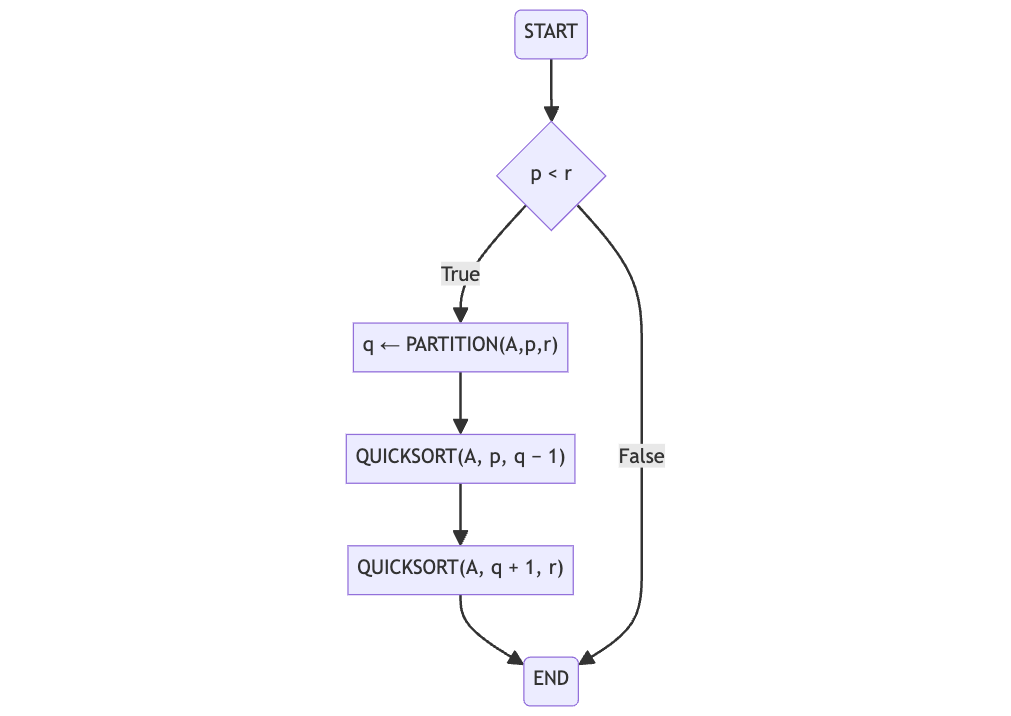 START
p < r
True
q ← PARTITION(A,p,r)
QUICKSORT(A, p, q − 1)
False
QUICKSORT(A, q + 1, r)
END